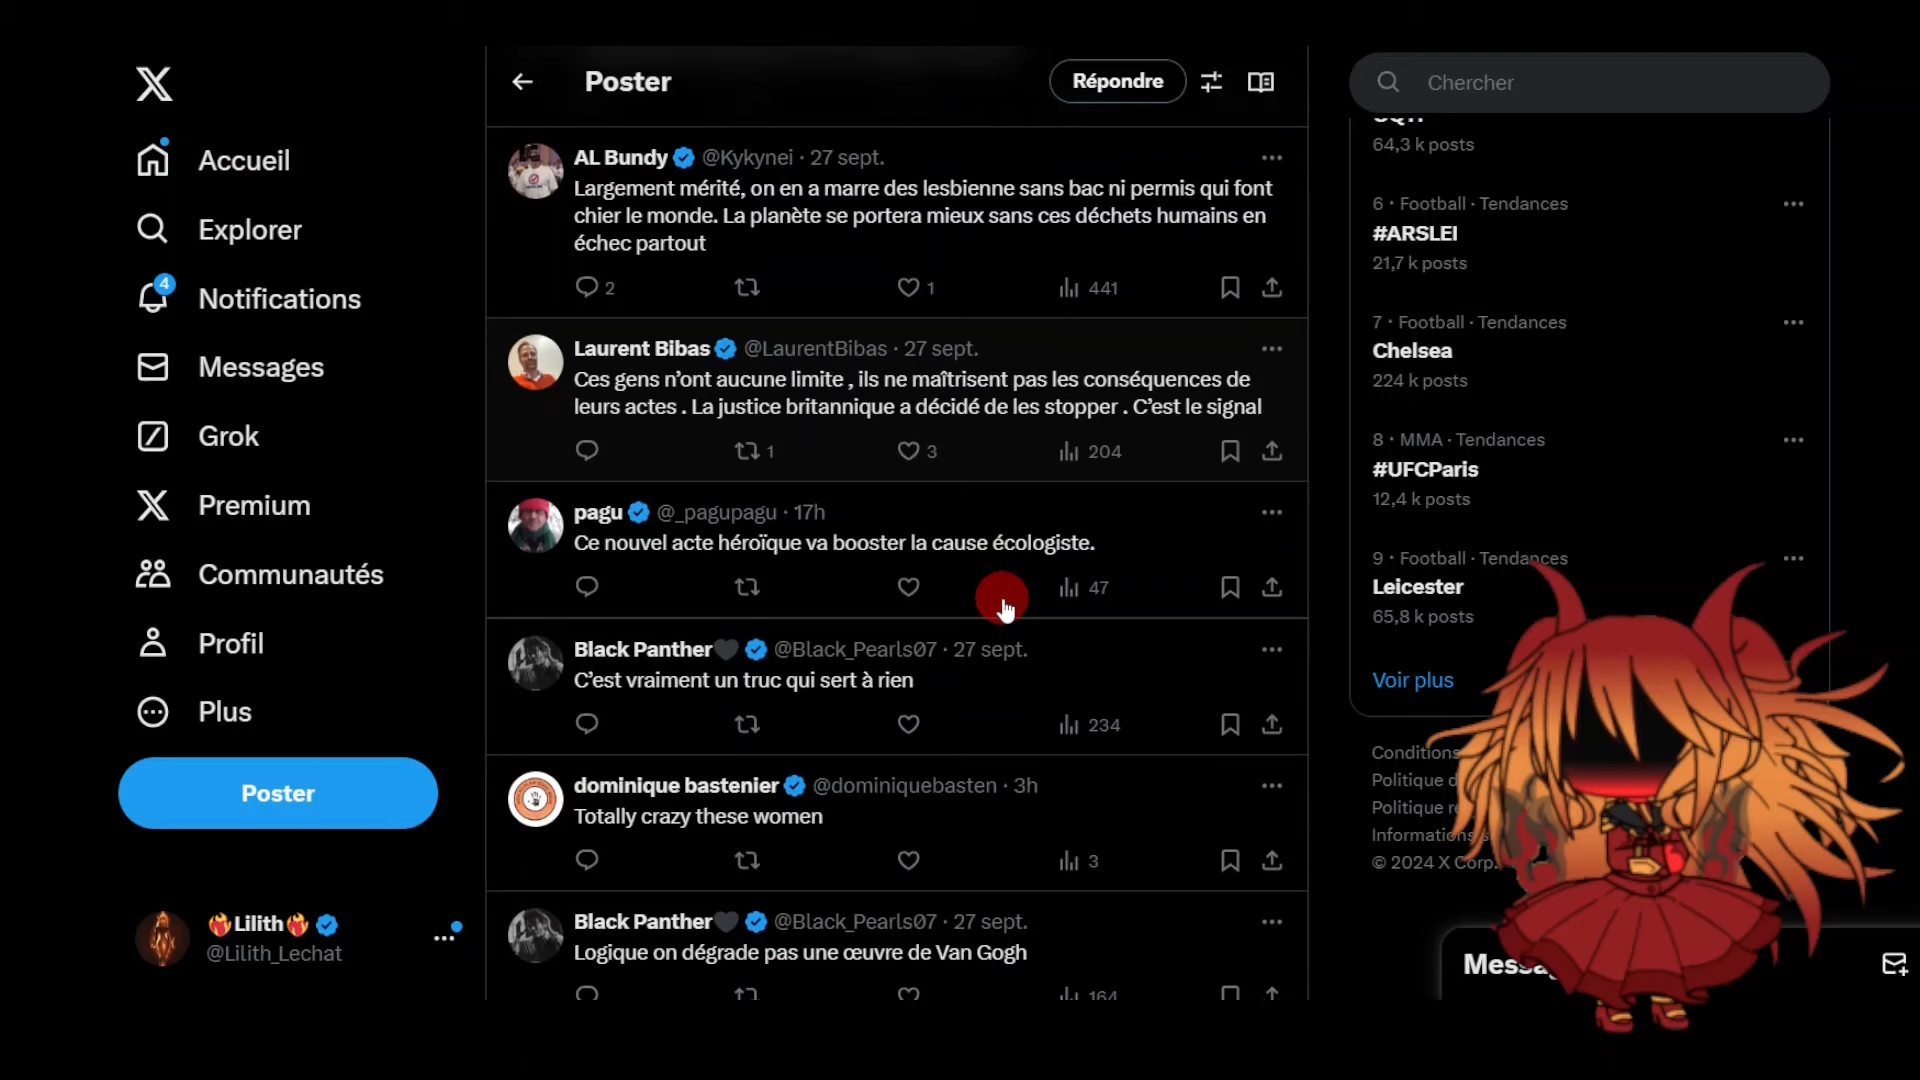 Accueil
Explorer
4
Notifications
Messages
Grok
Premium
Communautés
Profil
Plus
Poster
🔥Lilith🔥
@Lilith_Lechat
Poster
Répondre
AL Bundy @Kykynei · 27 sept.
Largement mérité, on en a marre des lesbienne sans bac ni permis qui font
chier le monde. La planète se portera mieux sans ces déchets humains en
échec partout
2 1 441
Laurent Bibas @LaurentBibas · 27 sept.
Ces gens n’ont aucune limite , ils ne maîtrisent pas les conséquences de
leurs actes . La justice britannique a décidé de les stopper . C’est le signal
1 3 204
pagu @_pagupagu · 17h
Ce nouvel acte héroïque va booster la cause écologiste.
47
Black Panther🖤 @Black_Pearls07 · 27 sept.
C’est vraiment un truc qui sert à rien
234
dominique bastenier @dominiquebasten · 3h
Totally crazy these women
3
Black Panther🖤 @Black_Pearls07 · 27 sept.
Logique on dégrade pas une œuvre de Van Gogh
164
Chercher
64,3 k posts
6 · Football · Tendances
#ARSLEI
21,7 k posts
7 · Football · Tendances
Chelsea
224 k posts
8 · MMA · Tendances
#UFCParis
12,4 k posts
9 · Football · Tendances
Leicester
65,8 k posts
Voir plus
Conditions
Politique
Politique
Informations
© 2024 X Corp.